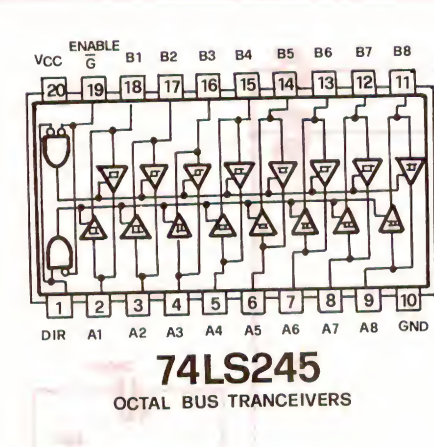 VCC ENABLE G B1 B2 B3 B4 B5 B6 B7 B8
20 19 18 17 16 15 14 13 12 11
1 2 3 4 5 6 7 8 9 10
DIR A1 A2 A3 A4 A5 A6 A7 A8 GND
74LS245
OCTAL BUS TRANCEIVERS